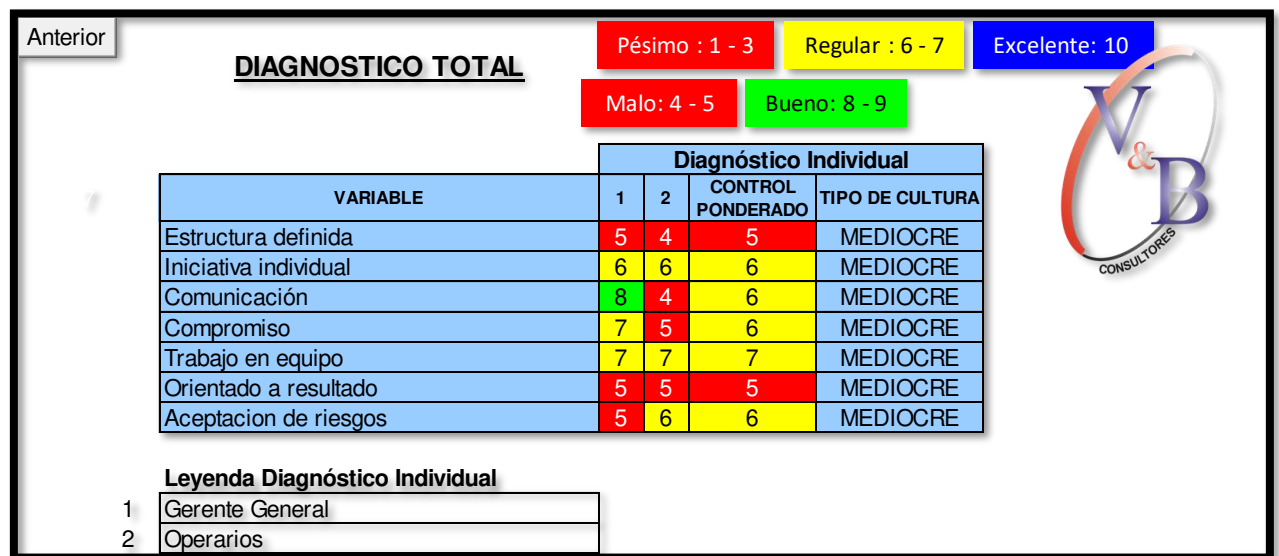 Anterior
DIAGNOSTICO TOTAL
Pésimo : 1 - 3 Regular : 6 - 7 Excelente: 10
Malo: 4 - 5 Bueno: 8 - 9
V&B
CONSULTORES
Diagnóstico Individual
VARIABLE 1 2 CONTROL PONDERADO TIPO DE CULTURA
Estructura definida 5 4 5 MEDIOCRE
Iniciativa individual 6 6 6 MEDIOCRE
Comunicación 8 4 6 MEDIOCRE
Compromiso 7 5 6 MEDIOCRE
Trabajo en equipo 7 7 7 MEDIOCRE
Orientado a resultado 5 5 5 MEDIOCRE
Aceptacion de riesgos 5 6 6 MEDIOCRE
Leyenda Diagnóstico Individual
1 Gerente General
2 Operarios